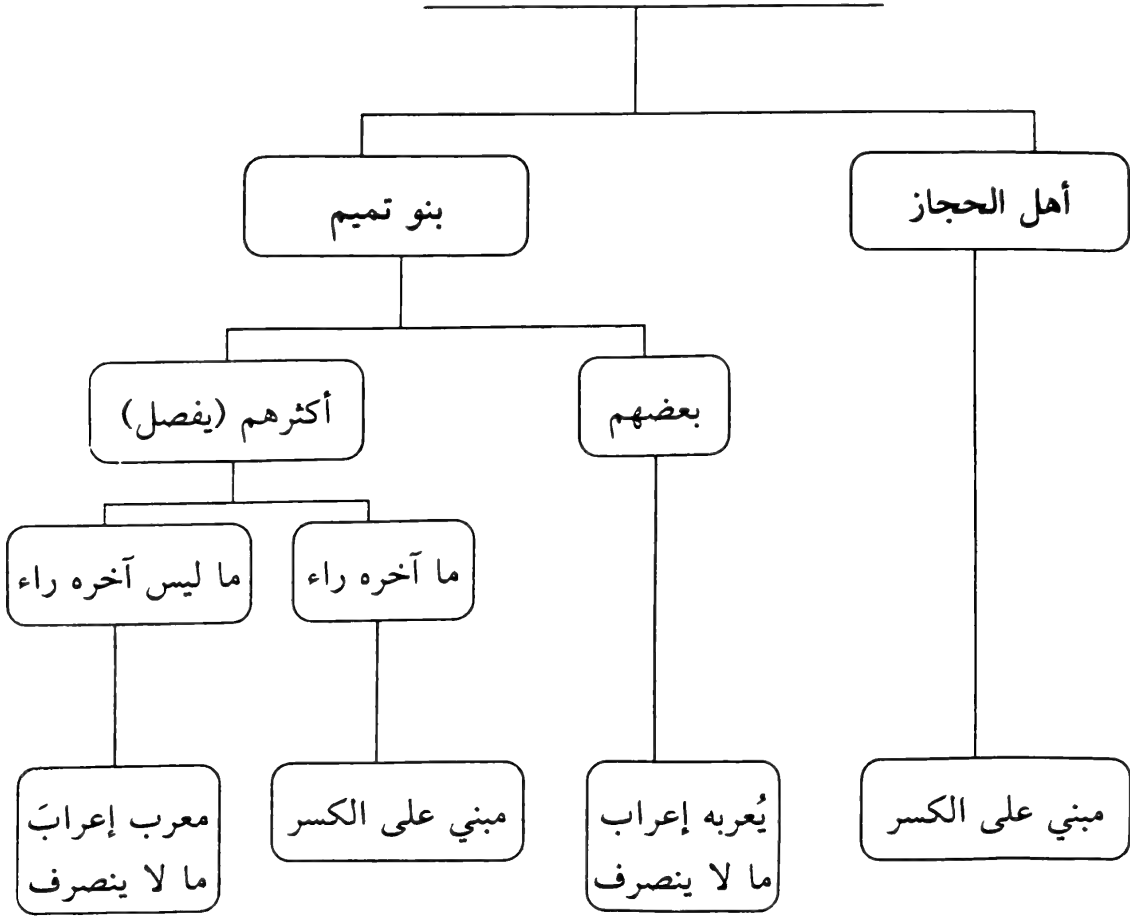 أهل الحجاز
بنو تميم
بعضهم
أكثرهم (يفصل)
ما آخره راء
ما ليس آخره راء
مبني على الكسر
يُعربه إعراب
ما لا ينصرف
مبني على الكسر
معرب إعرابَ
ما لا ينصرف